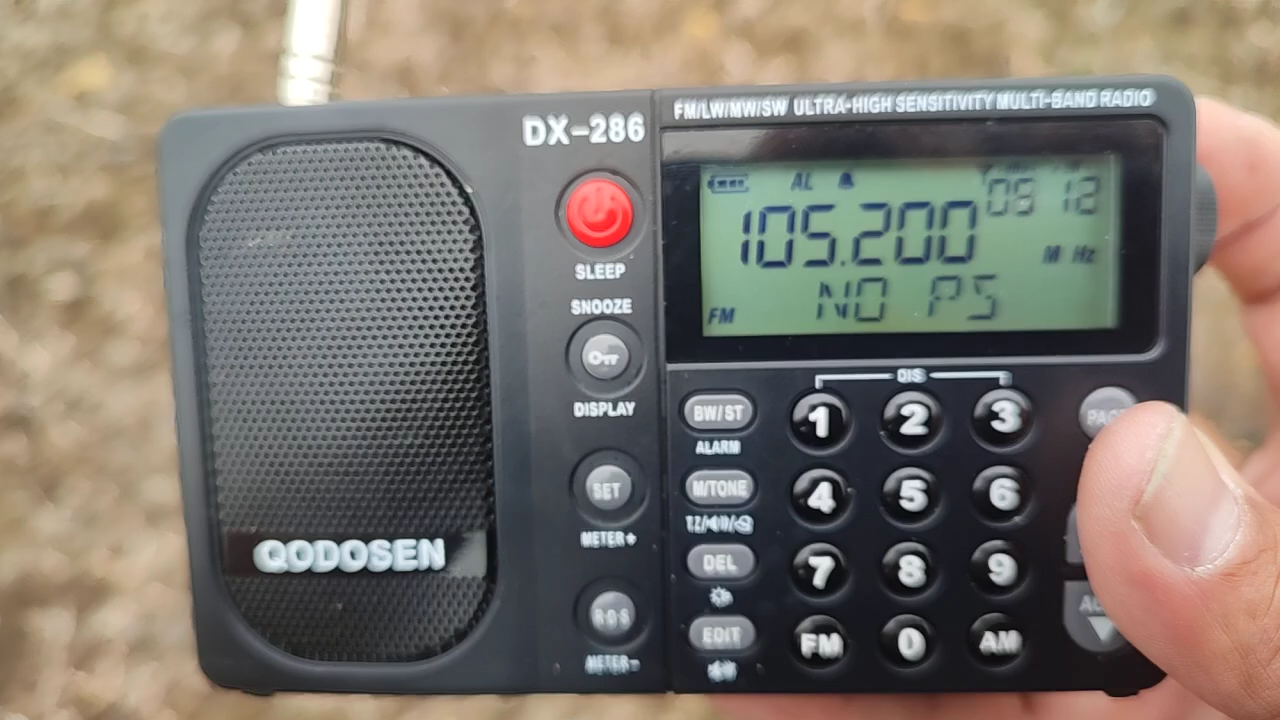 DX-286
FM/LW/MW/SW ULTRA-HIGH SENSITIVITY MULTI-BAND RADIO
AL
09 12
105.200
M Hz
FM
NO PS
SLEEP
SNOOZE
DISPLAY
SET
METER+
RDS
METER-
QODOSEN
DIS
BW/ST
ALARM
M/TONE
DEL
EDIT
1 2 3
4 5 6
7 8 9
FM 0 AM